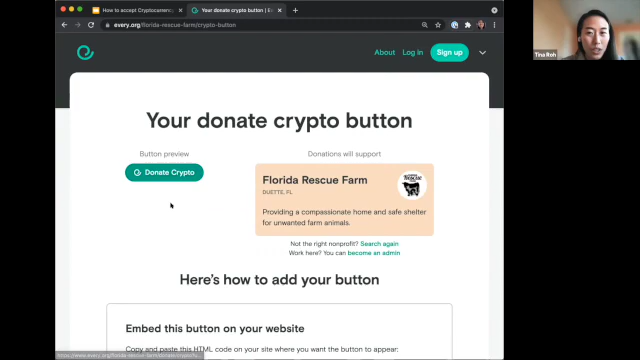 How to accept Cryptocurrenc
Your donate crypto button | E
every.org/florida-rescue-farm/crypto-button
About Log in Sign up
Tina Roh
Your donate crypto button
Button preview
Donate Crypto
Donations will support
Florida Rescue Farm
DUETTE, FL
Providing a compassionate home and safe shelter
for unwanted farm animals.
Not the right nonprofit? Search again
Work here? You can become an admin
Here's how to add your button
Embed this button on your website
Copy and paste this HTML code on your site where you want the button to appear: